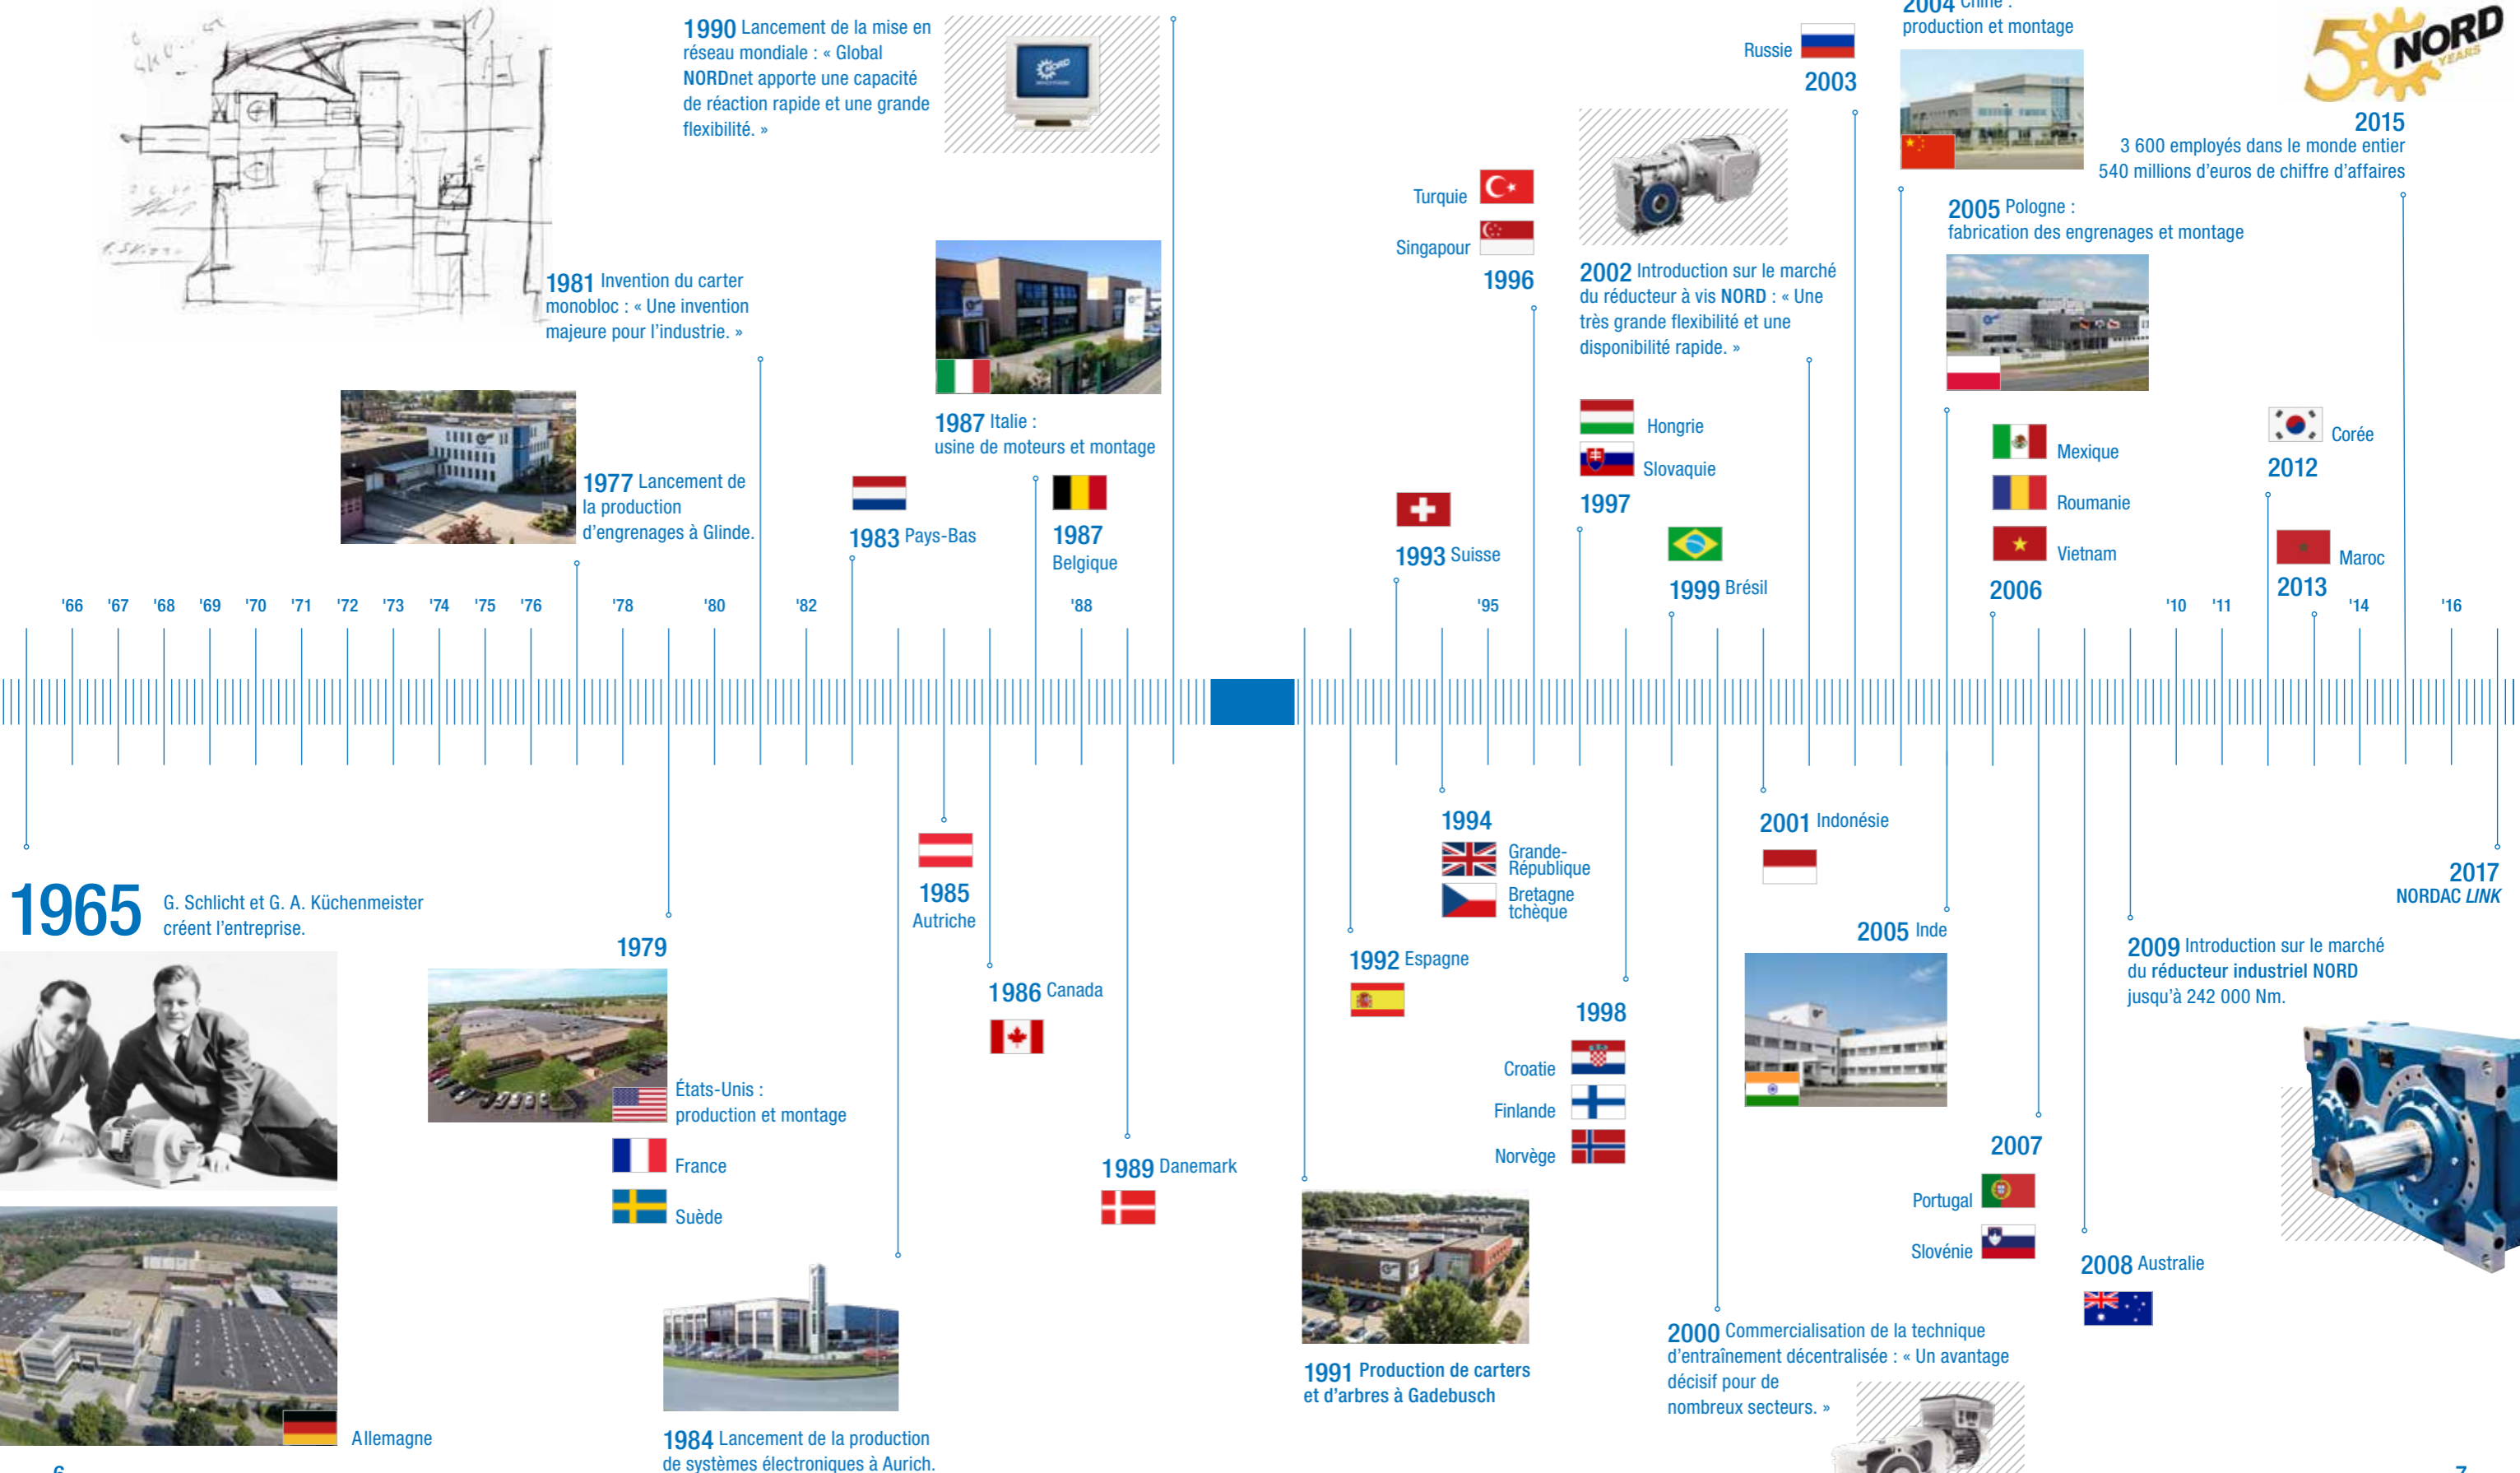 1990 Lancement de la mise en
réseau mondiale : « Global
NORDnet apporte une capacité
de réaction rapide et une grande
flexibilité. »
1981 Invention du carter
monobloc : « Une invention
majeure pour l'industrie. »
1987 Italie :
usine de moteurs et montage
1977 Lancement de
la production
d'engrenages à Glinde.
1983 Pays-Bas
1987
Belgique
Russie
2003
2004 Chine :
production et montage
50 NORD
YEARS
2015
3 600 employés dans le monde entier
540 millions d'euros de chiffre d'affaires
Turquie
Singapour
1996
2002 Introduction sur le marché
du réducteur à vis NORD : « Une
très grande flexibilité et une
disponibilité rapide. »
2005 Pologne :
fabrication des engrenages et montage
Hongrie
Slovaquie
1997
1993 Suisse
1999 Brésil
Mexique
Roumanie
Vietnam
2006
Corée
2012
Maroc
2013
'66 '67 '68 '69 '70 '71 '72 '73 '74 '75 '76 '78 '80 '82 '88 '95 '10 '11 '14 '16
1965 G. Schlicht et G. A. Küchenmeister
créent l'entreprise.
Allemagne
1979
États-Unis :
production et montage
France
Suède
1985
Autriche
1986 Canada
1989 Danemark
1984 Lancement de la production
de systèmes électroniques à Aurich.
1994
Grande-
République
Bretagne
tchèque
1992 Espagne
1998
Croatie
Finlande
Norvège
1991 Production de carters
et d'arbres à Gadebusch
2001 Indonésie
2005 Inde
2007
Portugal
Slovénie
2008 Australie
2000 Commercialisation de la technique
d'entraînement décentralisée : « Un avantage
décisif pour de
nombreux secteurs. »
2009 Introduction sur le marché
du réducteur industriel NORD
jusqu'à 242 000 Nm.
2017
NORDAC LINK
6
7